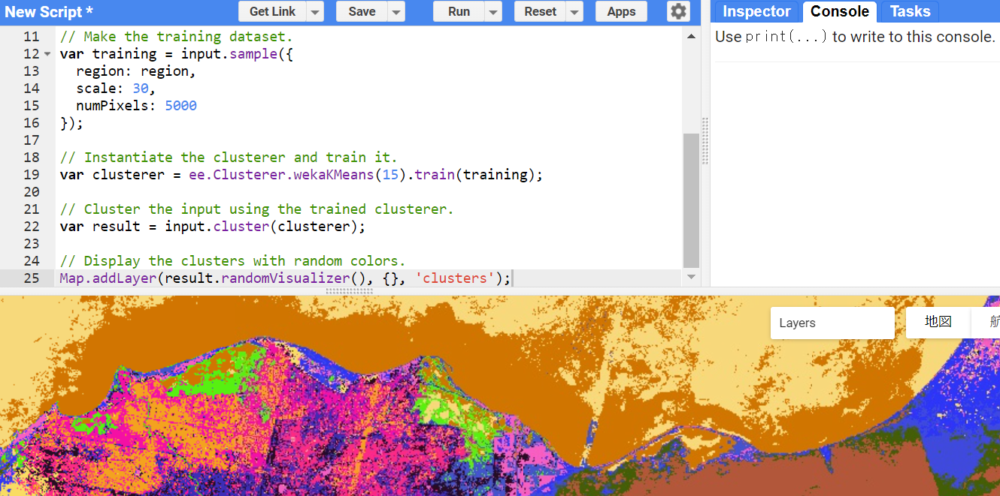 New Script *
Get Link
Save
Run
Reset
Apps
Inspector
Console
Tasks
Use print(...) to write to this console.
11 // Make the training dataset.
12 var training = input.sample({
13 region: region,
14 scale: 30,
15 numPixels: 5000
16 });
17
18 // Instantiate the clusterer and train it.
19 var clusterer = ee.Clusterer.wekaKMeans(15).train(training);
20
21 // Cluster the input using the trained clusterer.
22 var result = input.cluster(clusterer);
23
24 // Display the clusters with random colors.
25 Map.addLayer(result.randomVisualizer(), {}, 'clusters');
Layers
地図